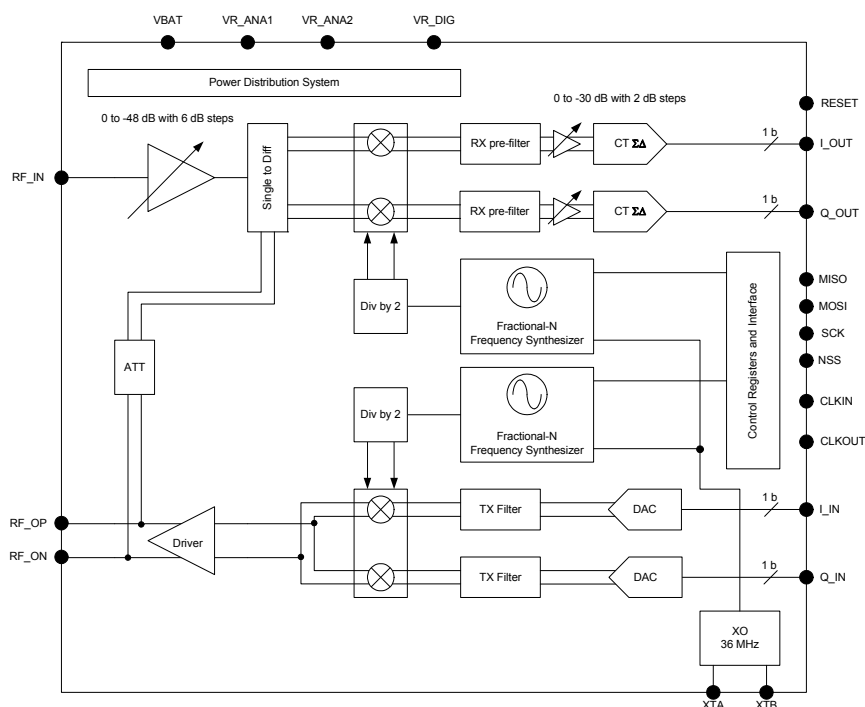 VBAT
VR_ANA1
VR_ANA2
VR_DIG
Power Distribution System
0 to -48 dB with 6 dB steps
0 to -30 dB with 2 dB steps
RESET
RF_IN
Single to Diff
RX pre-filter
CT ΣΔ
1 b
I_OUT
RX pre-filter
CT ΣΔ
1 b
Q_OUT
Div by 2
Fractional-N
Frequency Synthesizer
Control Registers and Interface
MISO
MOSI
SCK
NSS
CLKIN
CLKOUT
ATT
Div by 2
Fractional-N
Frequency Synthesizer
RF_OP
RF_ON
Driver
TX Filter
DAC
1 b
I_IN
TX Filter
DAC
1 b
Q_IN
XO
36 MHz
XTA
XTB